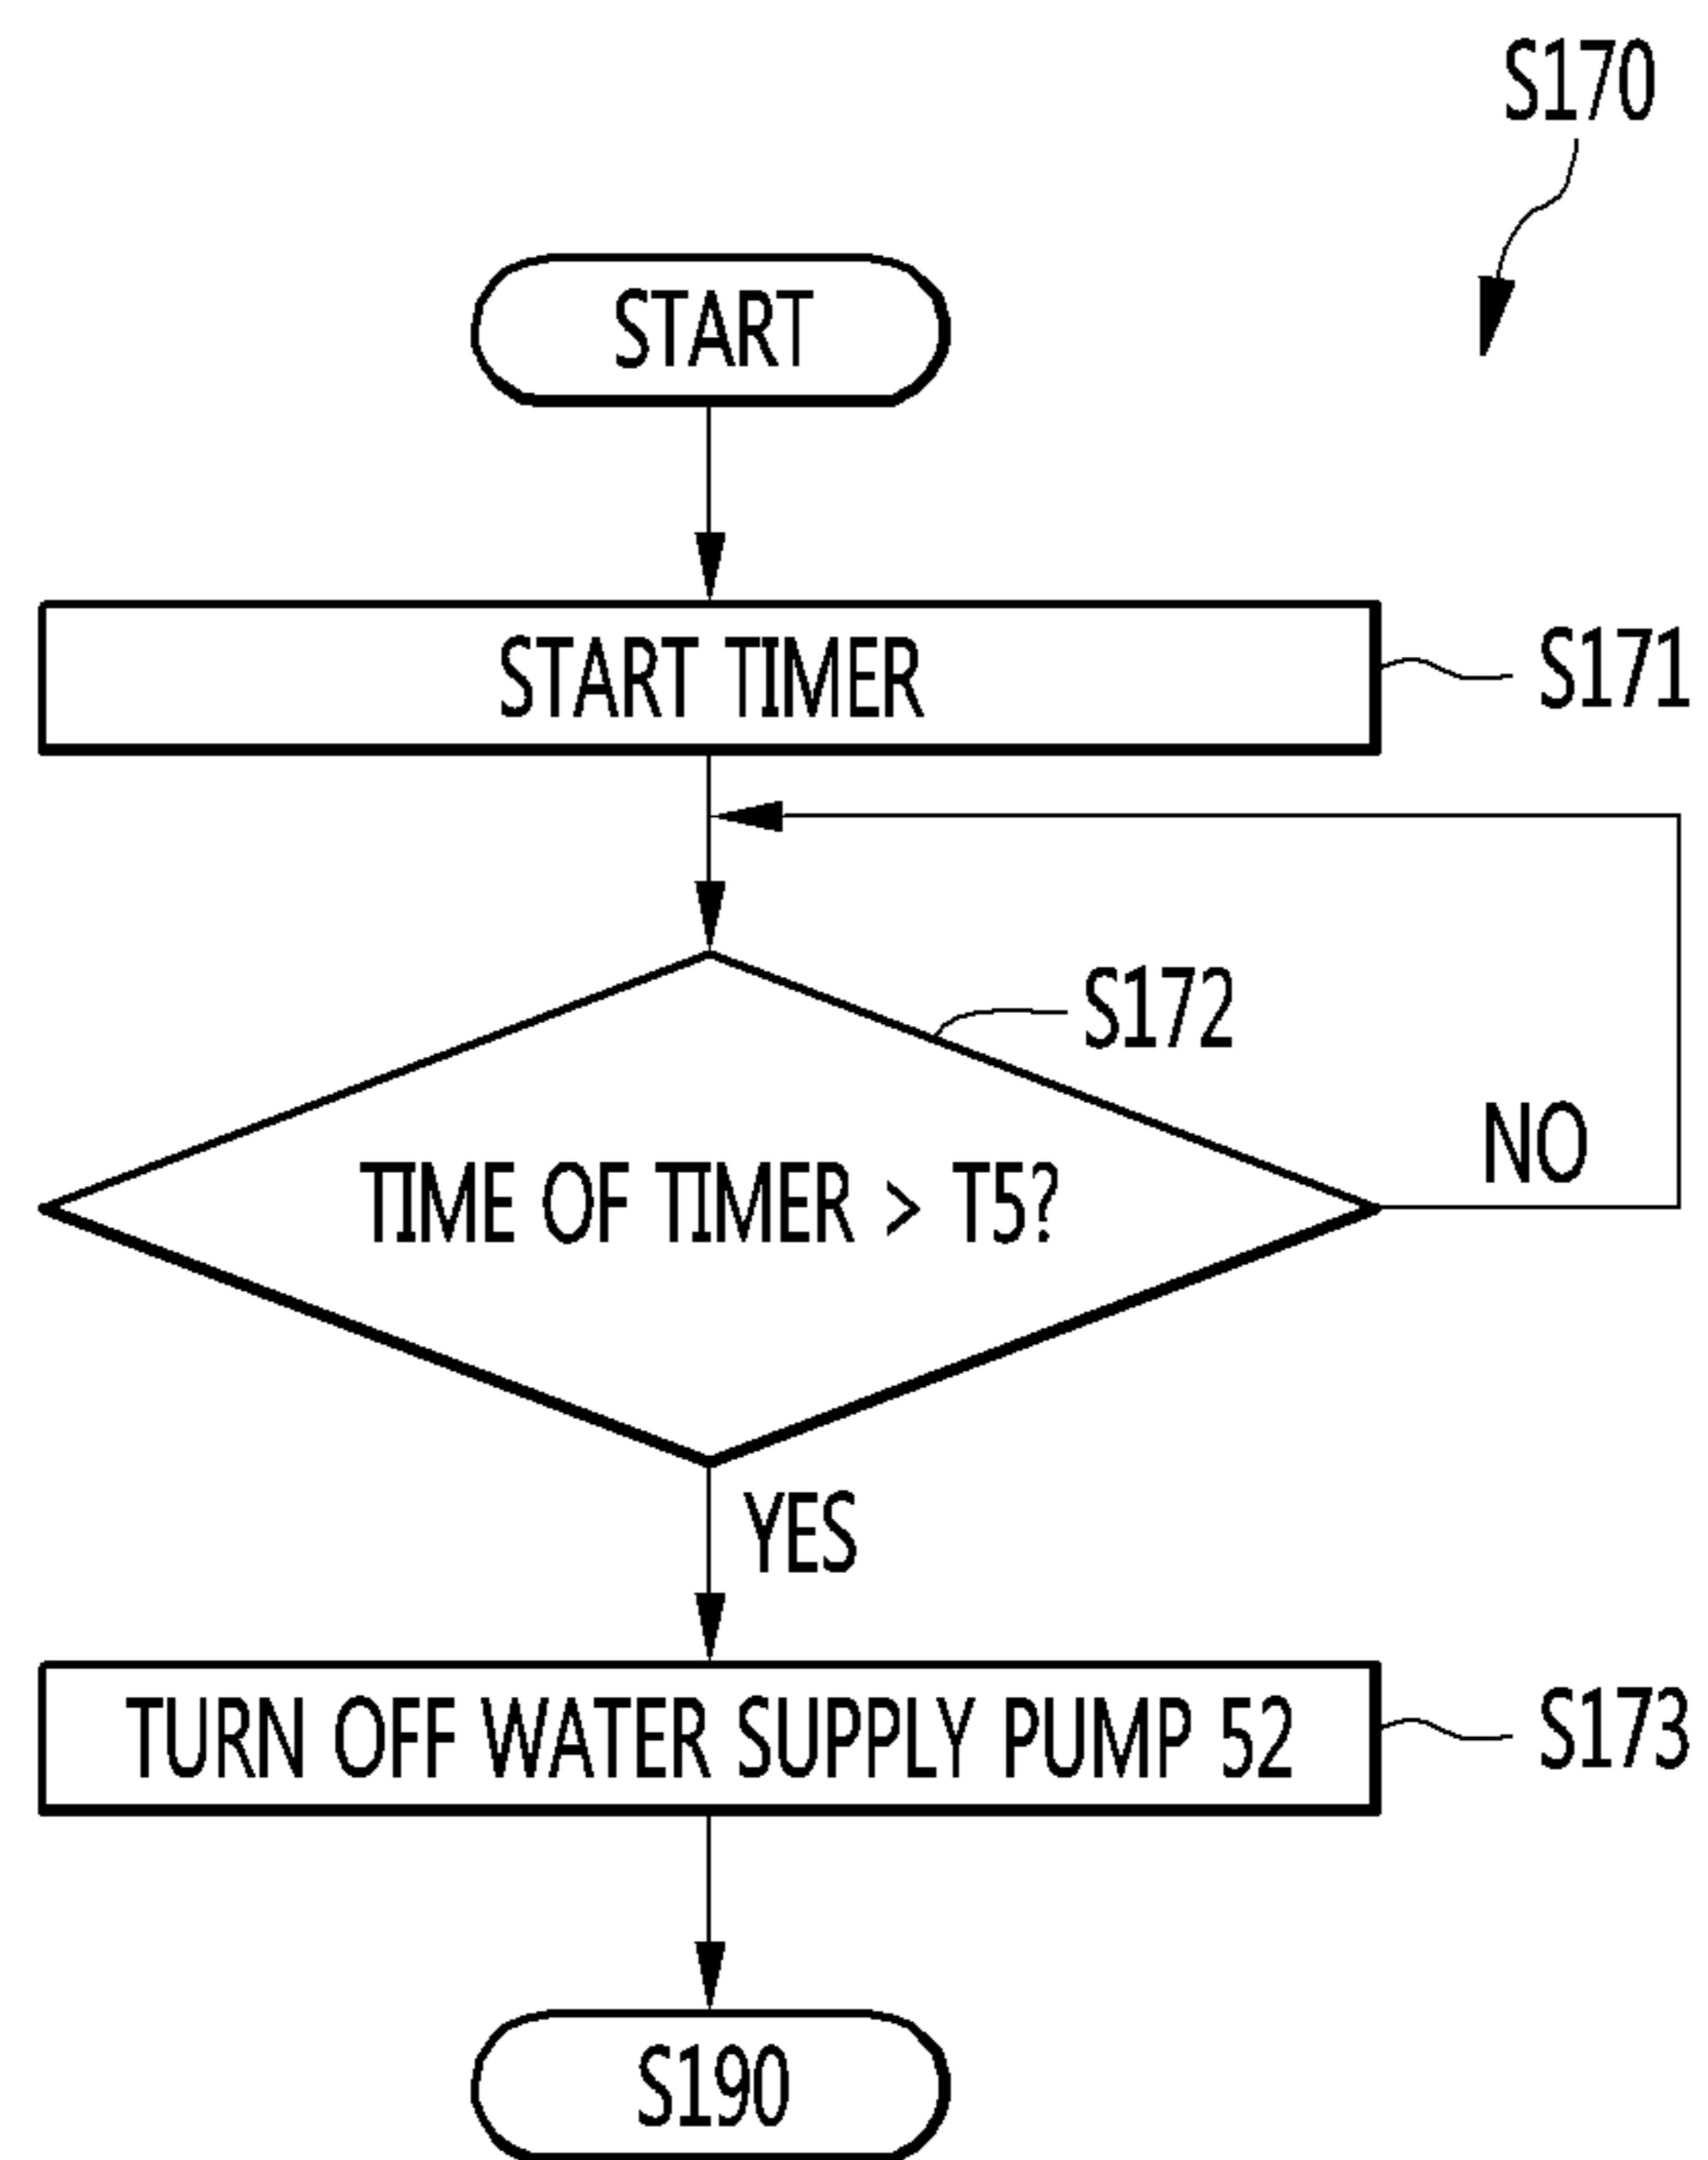 S170
START
START TIMER
S171
S172
TIME OF TIMER > T5?
NO
YES
TURN OFF WATER SUPPLY PUMP 52
S173
S190